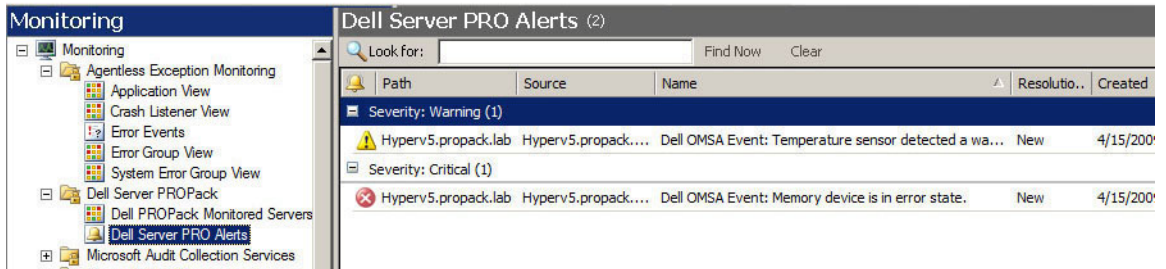 Monitoring
Monitoring
Agentless Exception Monitoring
Application View
Crash Listener View
Error Events
Error Group View
System Error Group View
Dell Server PROPack
Dell PROPack Monitored Servers
Dell Server PRO Alerts
Microsoft Audit Collection Services
Dell Server PRO Alerts (2)
Look for: Find Now Clear
Path Source Name Resolutio.. Created
Severity: Warning (1)
Hyperv5.propack.lab Hyperv5.propack.... Dell OMSA Event: Temperature sensor detected a wa... New 4/15/2009
Severity: Critical (1)
Hyperv5.propack.lab Hyperv5.propack.... Dell OMSA Event: Memory device is in error state. New 4/15/2009